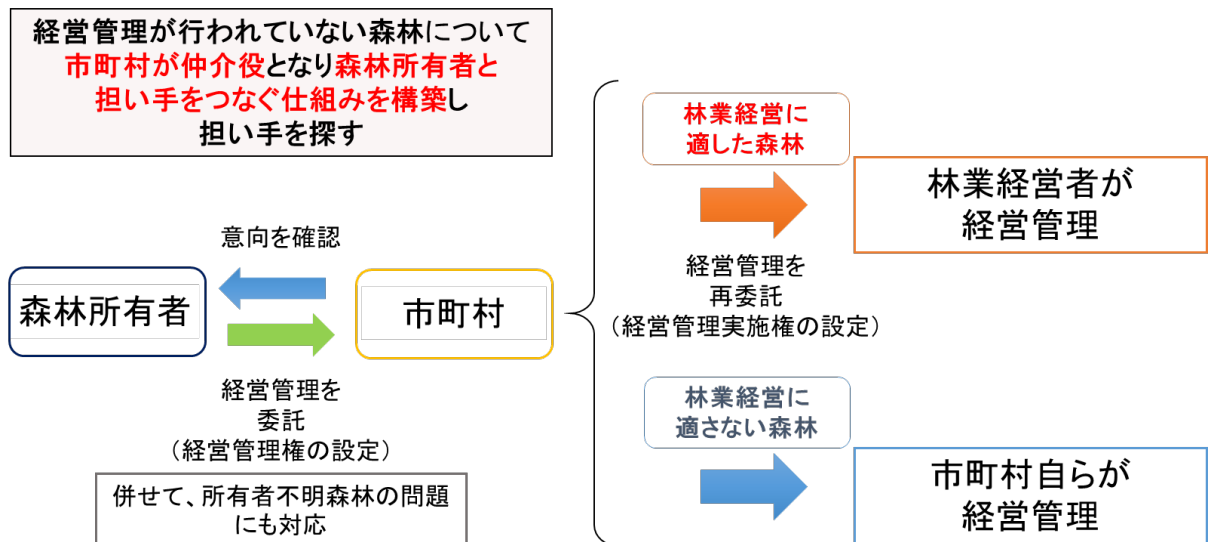 経営管理が行われていない森林について
市町村が仲介役となり森林所有者と
担い手をつなぐ仕組みを構築し
担い手を探す
意向を確認
森林所有者
市町村
経営管理を
委託
（経営管理権の設定）
併せて、所有者不明森林の問題
にも対応
林業経営に
適した森林
林業経営者が
経営管理
経営管理を
再委託
（経営管理実施権の設定）
林業経営に
適さない森林
市町村自らが
経営管理